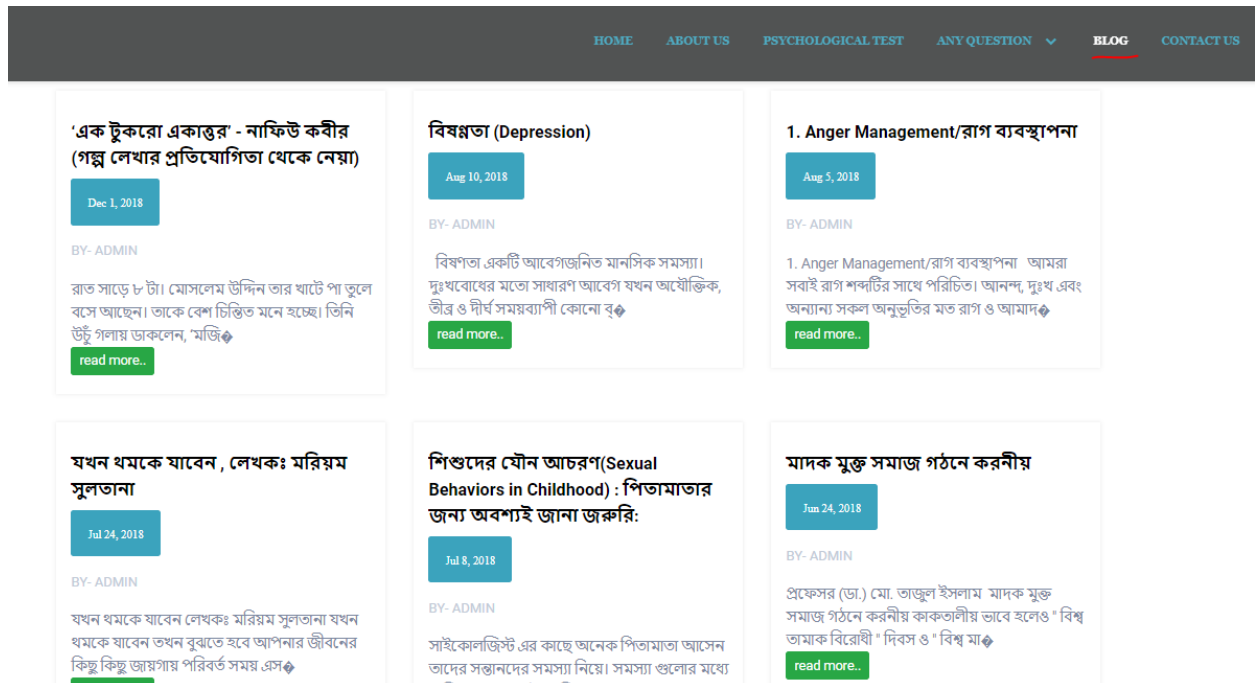 HOME ABOUT US PSYCHOLOGICAL TEST ANY QUESTION BLOG CONTACT US
‘এক টুকরো একাত্তর’ - নাফিউ কবীর
(গল্প লেখার প্রতিযোগিতা থেকে নেয়া)
Dec 1, 2018
BY- ADMIN
রাত সাড়ে ৮ টা। মোসলেম উদ্দিন তার খাটে পা তুলে
বসে আছেন। তাকে বেশ চিন্তিত মনে হচ্ছে। তিনি
উচুঁ গলায় ডাকলেন, ‘মজি�
read more..
বিষণ্ণতা (Depression)
Aug 10, 2018
BY- ADMIN
বিষণতা একটি আবেগজনিত মানসিক সমস্যা।
দুঃখবোধের মতো সাধারণ আবেগ যখন অযৌক্তিক,
তীব্র ও দীর্ঘ সময়ব্যাপী কোনো ব্�
read more..
1. Anger Management/রাগ ব্যবস্থাপনা
Aug 5, 2018
BY- ADMIN
1. Anger Management/রাগ ব্যবস্থাপনা আমরা
সবাই রাগ শব্দটির সাথে পরিচিত। আনন্দ, দুঃখ এবং
অন্যান্য সকল অনুভূতির মত রাগ ও আমাদ�
read more..
যখন থমকে যাবেন , লেখকঃ মরিয়ম
সুলতানা
Jul 24, 2018
BY- ADMIN
যখন থমকে যাবেন লেখকঃ মরিয়ম সুলতানা যখন
থমকে যাবেন তখন বুঝতে হবে আপনার জীবনের
কিছু কিছু জায়গায় পরিবর্ত সময় এস�
শিশুদের যৌন আচরণ(Sexual
Behaviors in Childhood) : পিতামাতার
জন্য অবশ্যই জানা জরুরি:
Jul 8, 2018
BY- ADMIN
সাইকোলজিস্ট এর কাছে অনেক পিতামাতা আসেন
তাদের সন্তানদের সমস্যা নিয়ে। সমস্যা গুলোর মধ্যে
মাদক মুক্ত সমাজ গঠনে করনীয়
Jun 24, 2018
BY- ADMIN
প্রফেসর (ডা.) মো. তাজুল ইসলাম মাদক মুক্ত
সমাজ গঠনে করনীয় কাকতালীয় ভাবে হলেও " বিশ্ব
তামাক বিরোধী " দিবস ও " বিশ্ব মা�
read more..